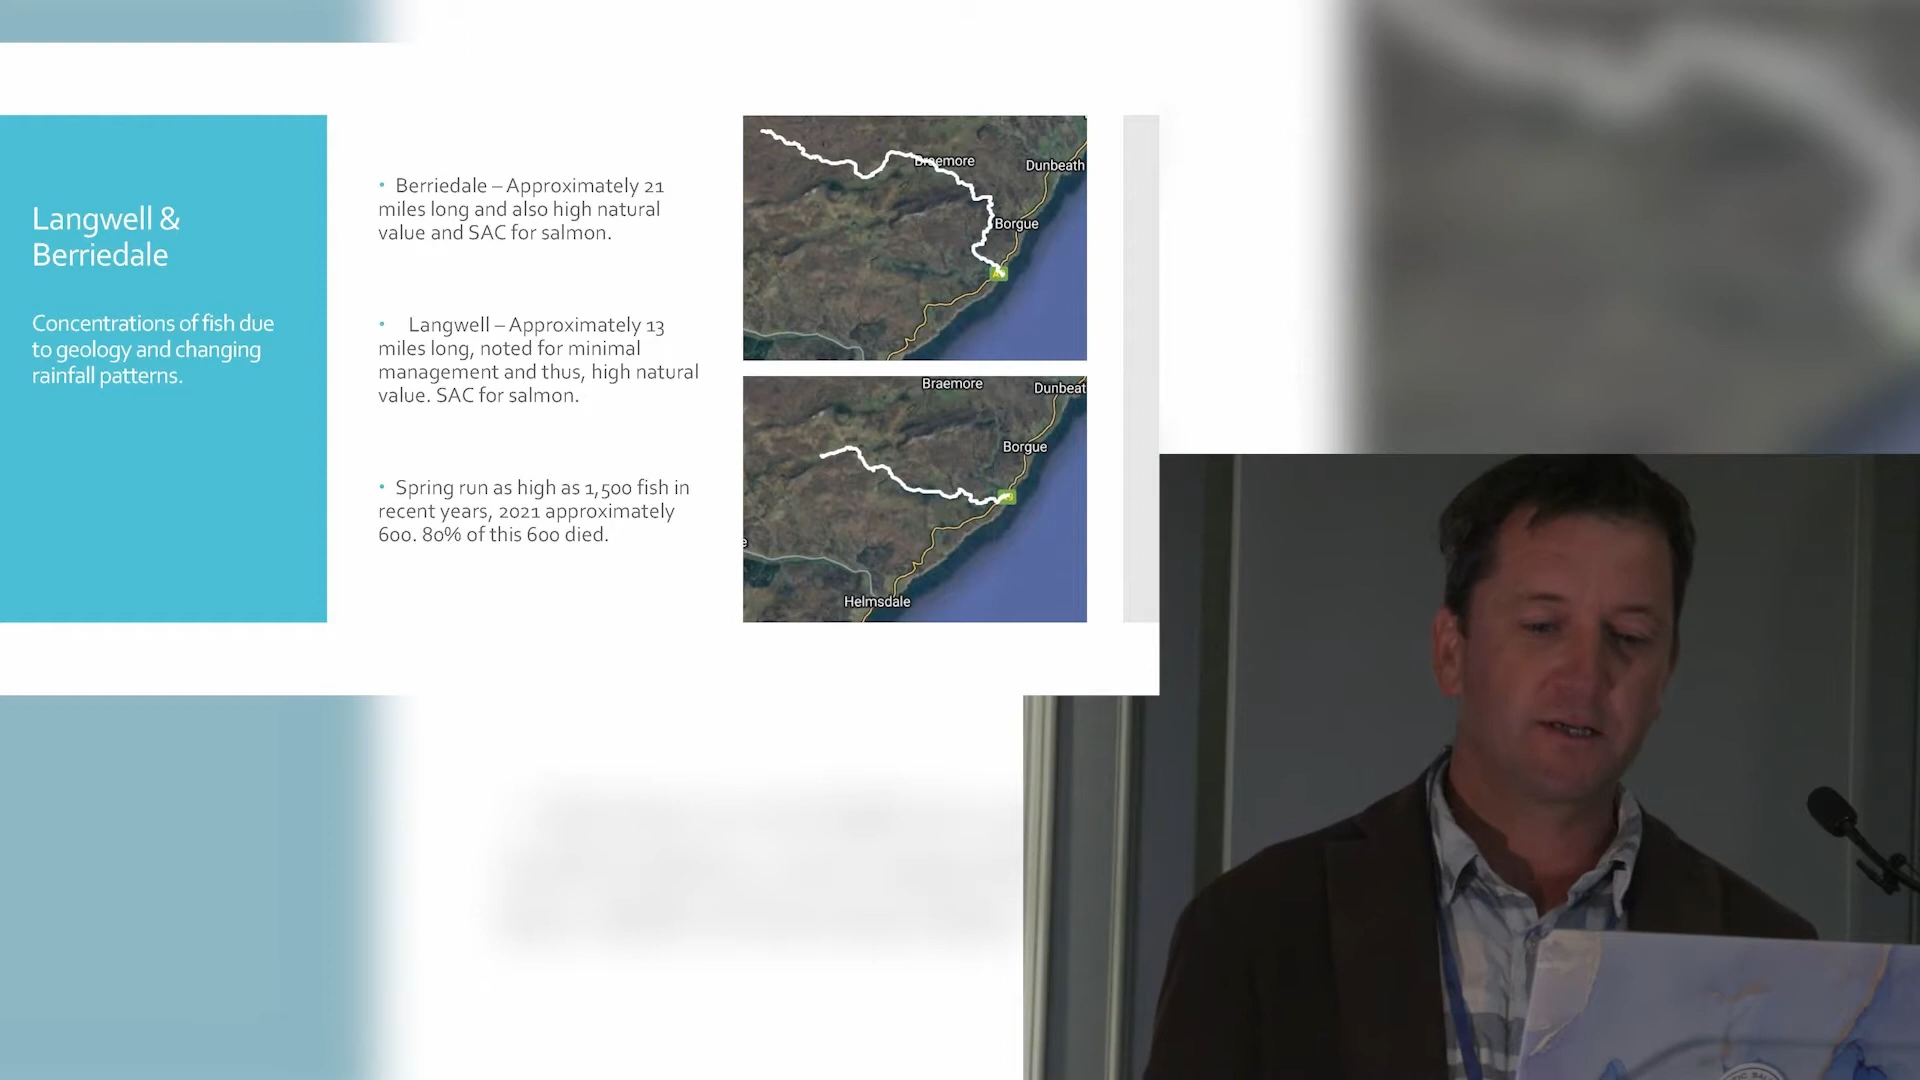 Langwell &
Berriedale
Concentrations of fish due
to geology and changing
rainfall patterns.
• Berriedale – Approximately 21
miles long and also high natural
value and SAC for salmon.
• Langwell – Approximately 13
miles long, noted for minimal
management and thus, high natural
value. SAC for salmon.
• Spring run as high as 1,500 fish in
recent years, 2021 approximately
600. 80% of this 600 died.
Braemore
Dunbeath
Borgue
Braemore
Dunbeat
Borgue
e
Helmsdale